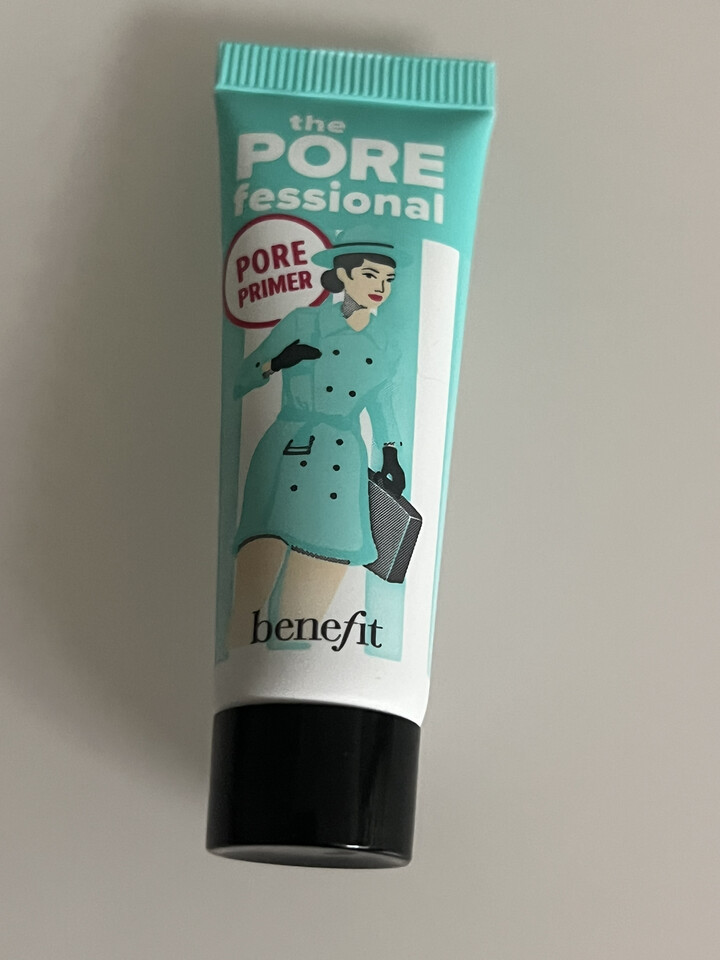 the
PORE
fessional
PORE
PRIMER
benefit